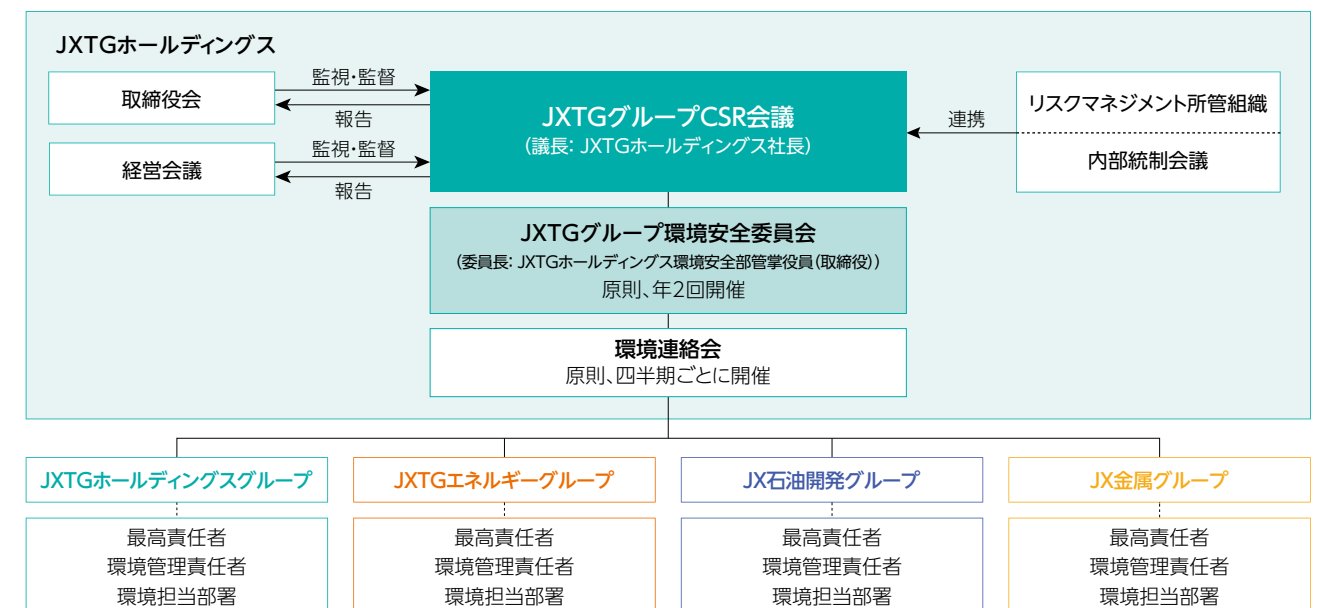 JXTGホールディングス
取締役会
監視・監督
報告
経営会議
監視・監督
報告
JXTGグループCSR会議
(議長: JXTGホールディングス社長)
連携
リスクマネジメント所管組織
内部統制会議
JXTGグループ環境安全委員会
(委員長: JXTGホールディングス環境安全部管掌役員(取締役))
原則、年2回開催
環境連絡会
原則、四半期ごとに開催
JXTGホールディングスグループ
最高責任者
環境管理責任者
環境担当部署
JXTGエネルギーグループ
最高責任者
環境管理責任者
環境担当部署
JX石油開発グループ
最高責任者
環境管理責任者
環境担当部署
JX金属グループ
最高責任者
環境管理責任者
環境担当部署